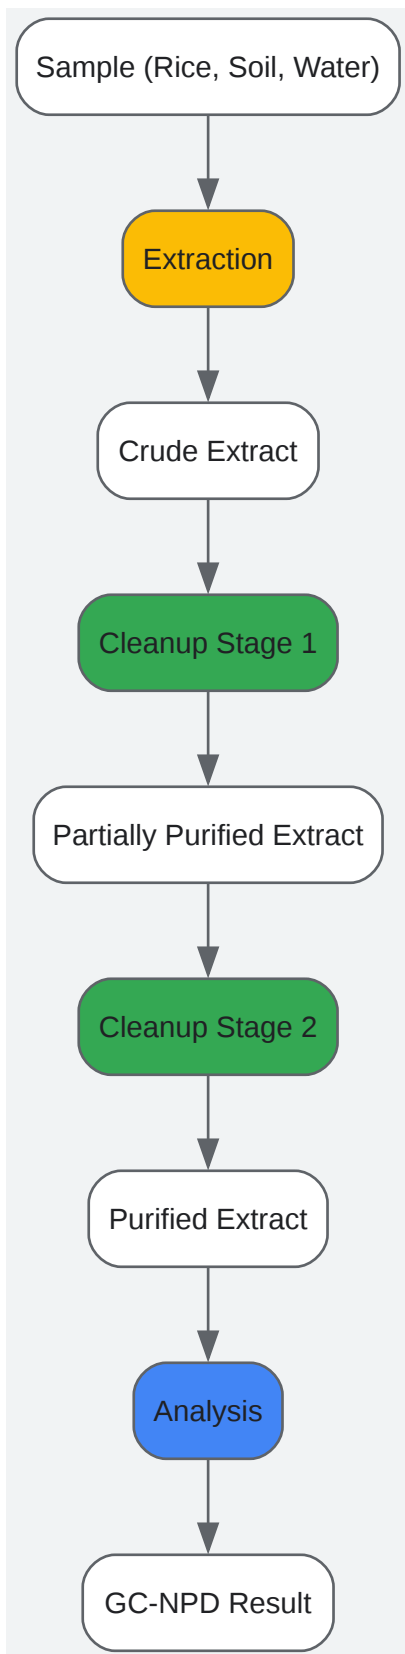 Sample (Rice, Soil, Water)
Extraction
Crude Extract
Cleanup Stage 1
Partially Purified Extract
Cleanup Stage 2
Purified Extract
Analysis
GC-NPD Result